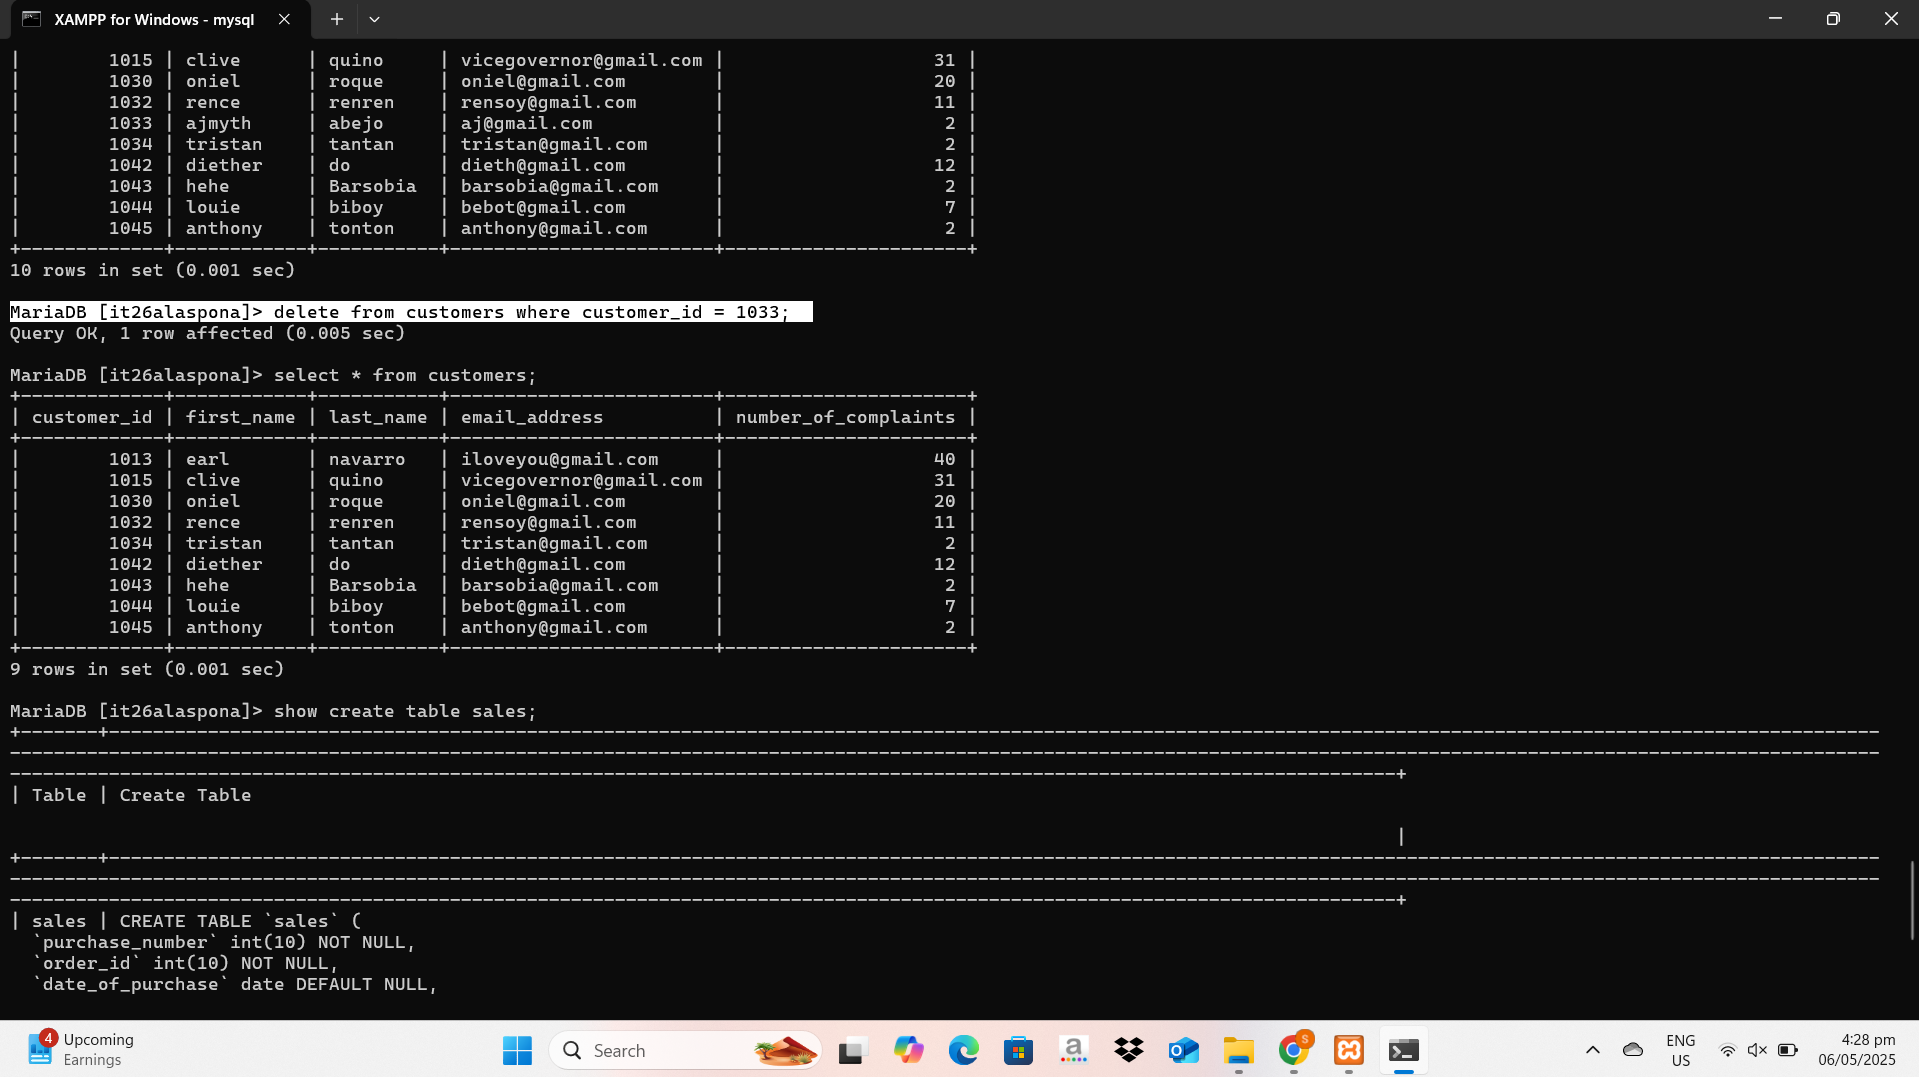 XAMPP for Windows - mysql
|        1015 | clive      | quino     | vicegovernor@gmail.com |                   31 |
|        1030 | oniel      | roque     | oniel@gmail.com        |                   20 |
|        1032 | rence      | renren    | rensoy@gmail.com       |                   11 |
|        1033 | ajmyth     | abejo     | aj@gmail.com           |                    2 |
|        1034 | tristan    | tantan    | tristan@gmail.com      |                    2 |
|        1042 | diether    | do        | dieth@gmail.com        |                   12 |
|        1043 | hehe       | Barsobia  | barsobia@gmail.com     |                    2 |
|        1044 | louie      | biboy     | bebot@gmail.com        |                    7 |
|        1045 | anthony    | tonton    | anthony@gmail.com      |                    2 |
10 rows in set (0.001 sec)
MariaDB [it26alaspona]> delete from customers where customer_id = 1033;
Query OK, 1 row affected (0.005 sec)
MariaDB [it26alaspona]> select * from customers;
| customer_id | first_name | last_name | email_address          | number_of_complaints |
|        1013 | earl       | navarro   | iloveyou@gmail.com     |                   40 |
|        1015 | clive      | quino     | vicegovernor@gmail.com |                   31 |
|        1030 | oniel      | roque     | oniel@gmail.com        |                   20 |
|        1032 | rence      | renren    | rensoy@gmail.com       |                   11 |
|        1034 | tristan    | tantan    | tristan@gmail.com      |                    2 |
|        1042 | diether    | do        | dieth@gmail.com        |                   12 |
|        1043 | hehe       | Barsobia  | barsobia@gmail.com     |                    2 |
|        1044 | louie      | biboy     | bebot@gmail.com        |                    7 |
|        1045 | anthony    | tonton    | anthony@gmail.com      |                    2 |
9 rows in set (0.001 sec)
MariaDB [it26alaspona]> show create table sales;
| Table | Create Table
|
| sales | CREATE TABLE `sales` (
  `purchase_number` int(10) NOT NULL,
  `order_id` int(10) NOT NULL,
  `date_of_purchase` date DEFAULT NULL,
4
Upcoming
Earnings
Search
S
ENG
US
4:28 pm
06/05/2025